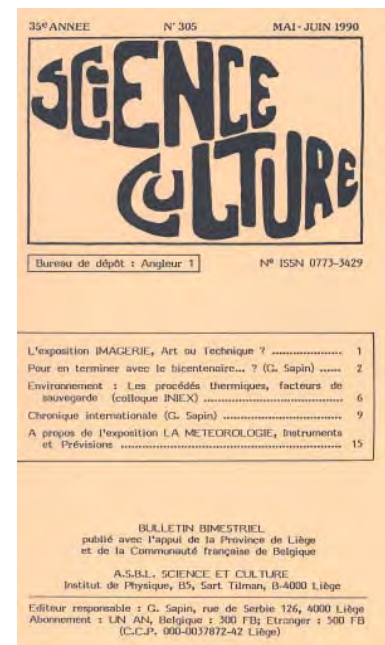 35e ANNEE N° 305 MAI - JUIN 1990
SCIENCE
CULTURE
Bureau de dépôt : Angleur 1 N° ISSN 0773-3429
L'exposition IMAGERIE, Art ou Technique ? ..................... 1
Pour en terminer avec le bicentenaire... ? (G. Sapin) ...... 2
Environnement : Les procédés thermiques, facteurs de
sauvegarde (colloque INIEX) .................................. 6
Chronique internationale (G. Sapin) ............................ 9
A propos de l'exposition LA METEOROLOGIE, Instruments
et Prévisions ..................................................... 15
BULLETIN BIMESTRIEL
publié avec l'appui de la Province de Liège
et de la Communauté française de Belgique
A.S.B.L. SCIENCE ET CULTURE
Institut de Physique, B5, Sart Tilman, B-4000 Liège
Editeur responsable : G. Sapin, rue de Serbie 126, 4000 Liège
Abonnement : UN AN, Belgique : 300 FB; Etranger : 500 FB
(C.C.P. 000-0037872-42 Liège)